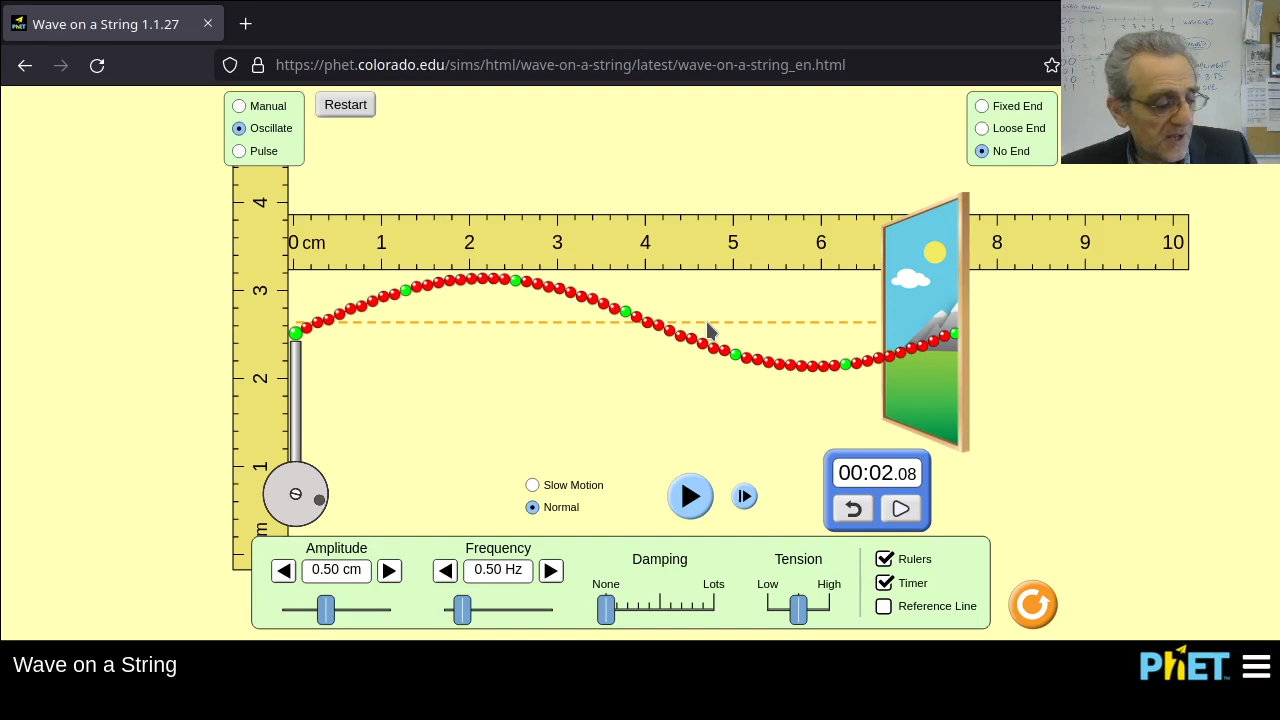 Wave on a String 1.1.27
https://phet.colorado.edu/sims/html/wave-on-a-string/latest/wave-on-a-string_en.html
Manual
Oscillate
Pulse
Restart
Fixed End
Loose End
No End
4
3
2
1
0 cm 1 2 3 4 5 6 8 9 10
Slow Motion
Normal
00:02.08
Amplitude
0.50 cm
Frequency
0.50 Hz
Damping
None Lots
Tension
Low High
Rulers
Timer
Reference Line
Wave on a String
PhET